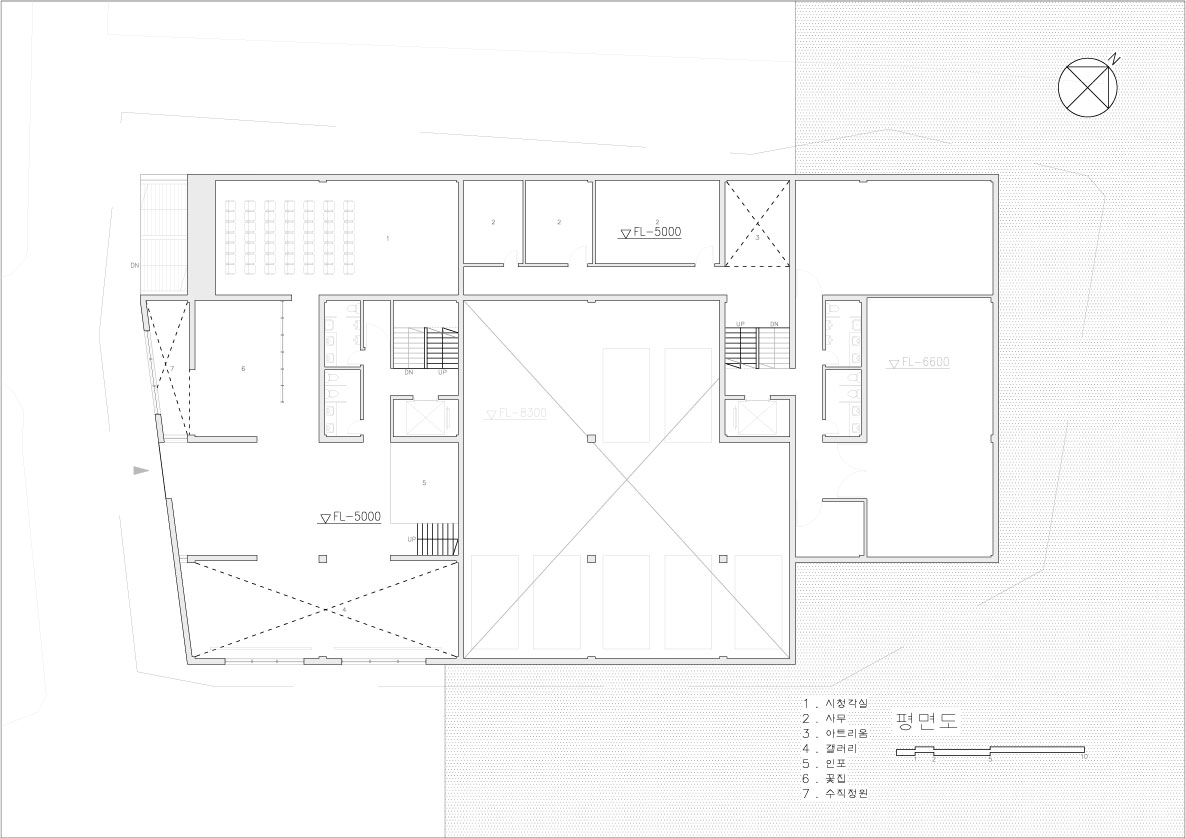 N
1
2
2
2
FL-5000
3
DN
7
6
DN UP
UP DN
FL-6600
FL-8300
5
FL-5000
UP
4
1 . 시청각실
2 . 사무
3 . 아트리움
4 . 갤러리
5 . 인포
6 . 꽃집
7 . 수직정원
평면도
2 5 10